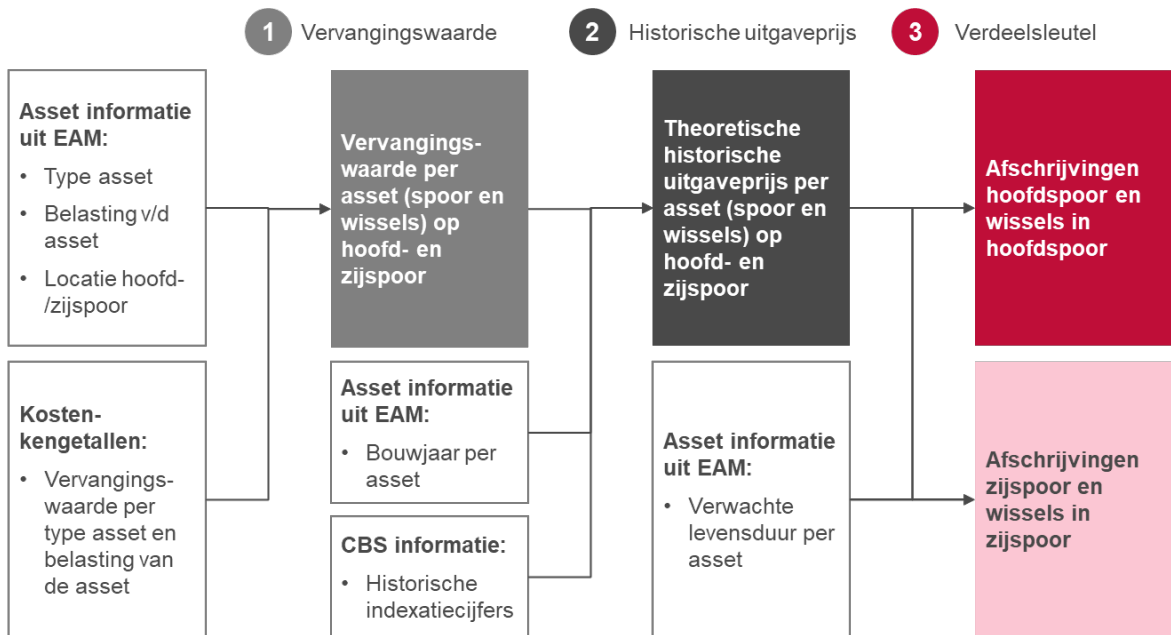 1 Vervangingswaarde
2 Historische uitgaveprijs
3 Verdeelsleutel
Asset informatie
uit EAM:
• Type asset
• Belasting v/d
asset
• Locatie hoofd-
/zijspoor
Kosten-
kengetallen:
• Vervangings-
waarde per
type asset en
belasting van
de asset
Vervangings-
waarde per
asset (spoor en
wissels) op
hoofd- en
zijspoor
Asset informatie
uit EAM:
• Bouwjaar per
asset
CBS informatie:
• Historische
indexatiecijfers
Theoretische
historische
uitgaveprijs per
asset (spoor en
wissels) op
hoofd- en
zijspoor
Asset informatie
uit EAM:
• Verwachte
levensduur per
asset
Afschrijvingen
hoofdspoor en
wissels in
hoofdspoor
Afschrijvingen
zijspoor en
wissels in
zijspoor